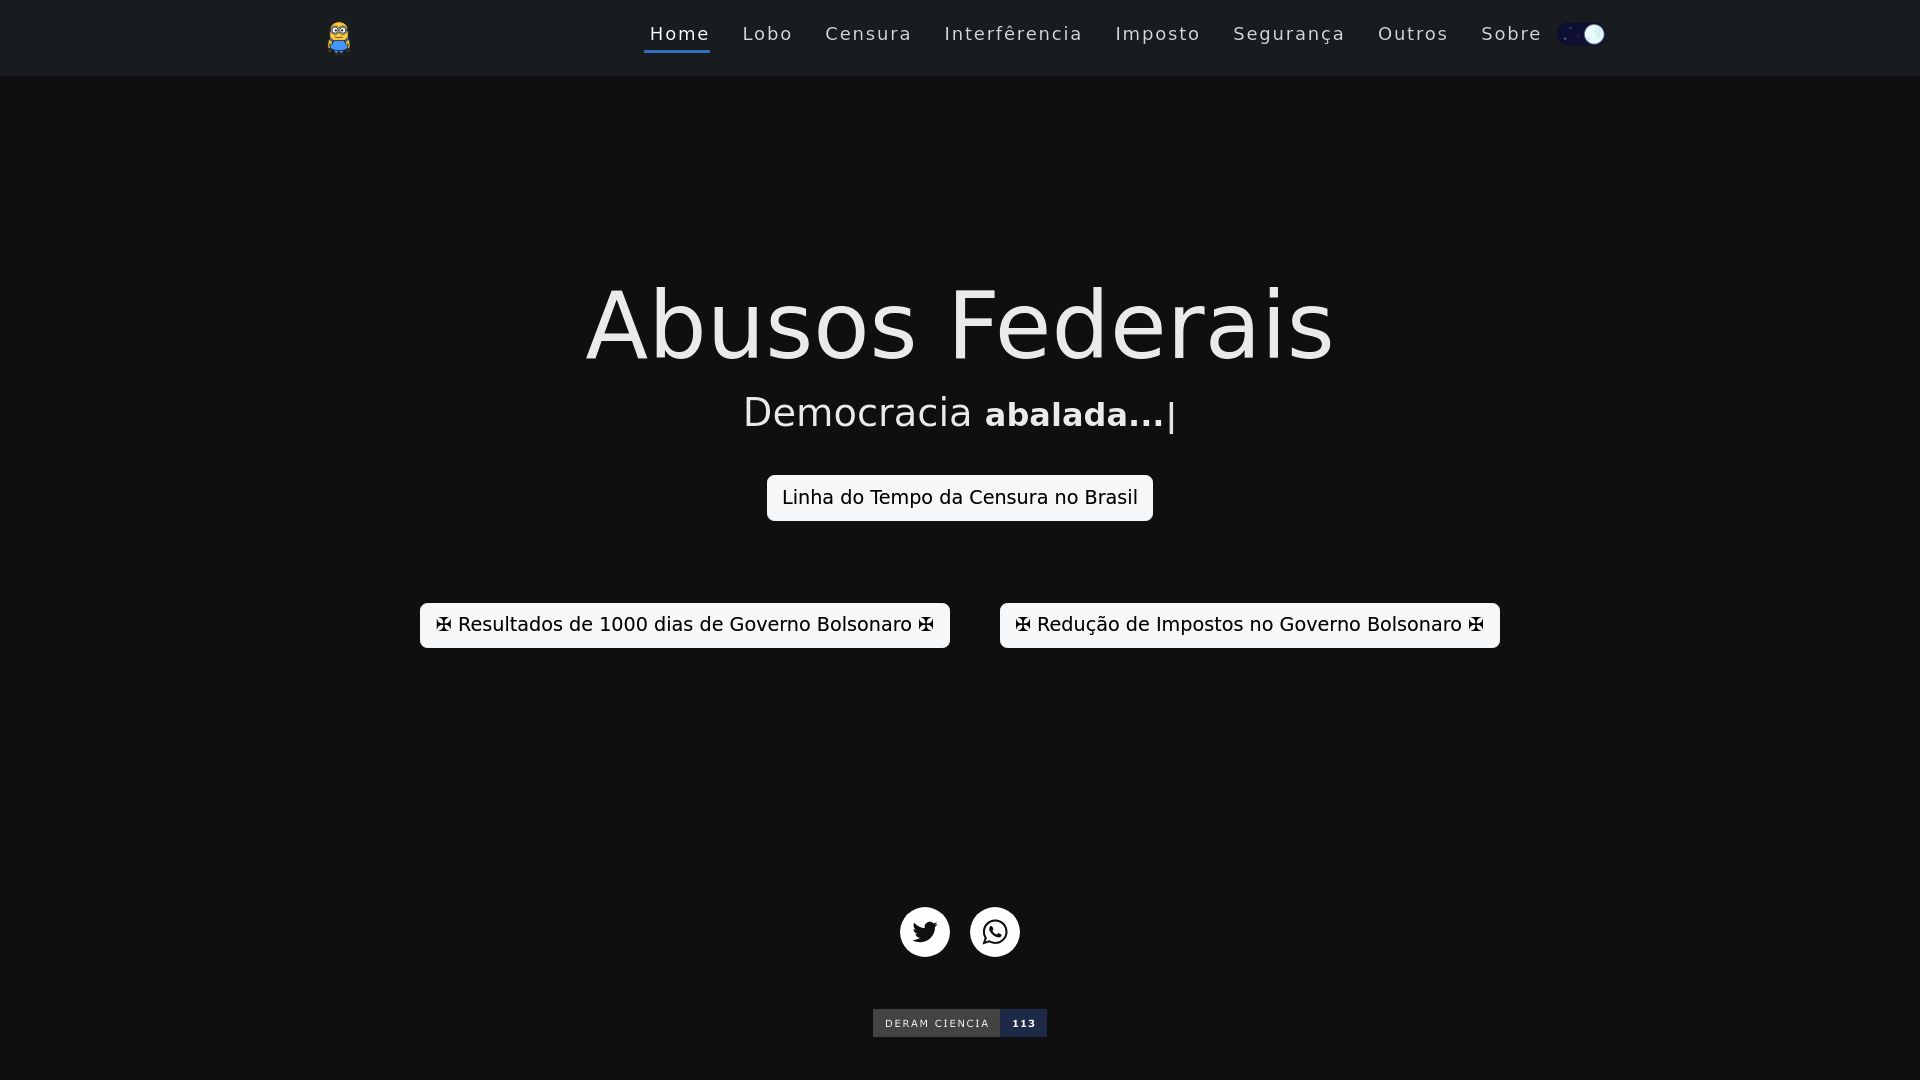 Home Lobo Censura Interfêrencia Imposto Segurança Outros Sobre
Abusos Federais
Democracia abalada...|
Linha do Tempo da Censura no Brasil
✠ Resultados de 1000 dias de Governo Bolsonaro ✠
✠ Redução de Impostos no Governo Bolsonaro ✠
DERAM CIENCIA 113